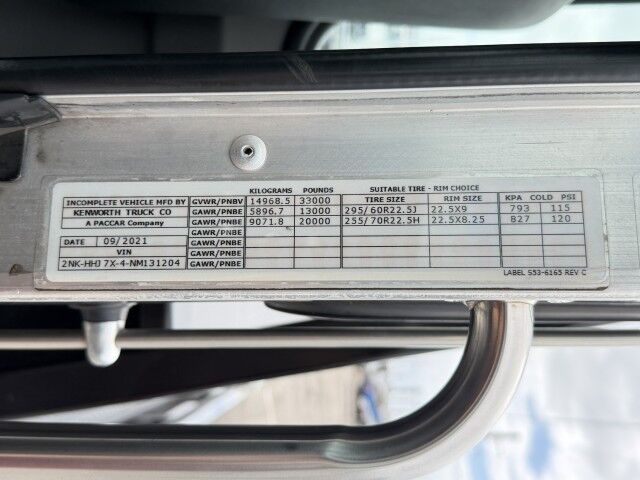 KILOGRAMS POUNDS SUITABLE TIRE - RIM CHOICE
INCOMPLETE VEHICLE MFD BY GVWR/PNBV 14968.5 33000 TIRE SIZE RIM SIZE KPA COLD PSI
KENWORTH TRUCK CO GAWR/PNBE 5896.7 13000 295/60R22.5J 22.5X9 793 115
A PACCAR Company GAWR/PNBE 9071.8 20000 255/70R22.5H 22.5X8.25 827 120
GAWR/PNBE
DATE 09/2021 GAWR/PNBE
VIN GAWR/PNBE
2NK-HHJ7X-4-NM131204 GAWR/PNBE
LABEL S53-6165 REV C